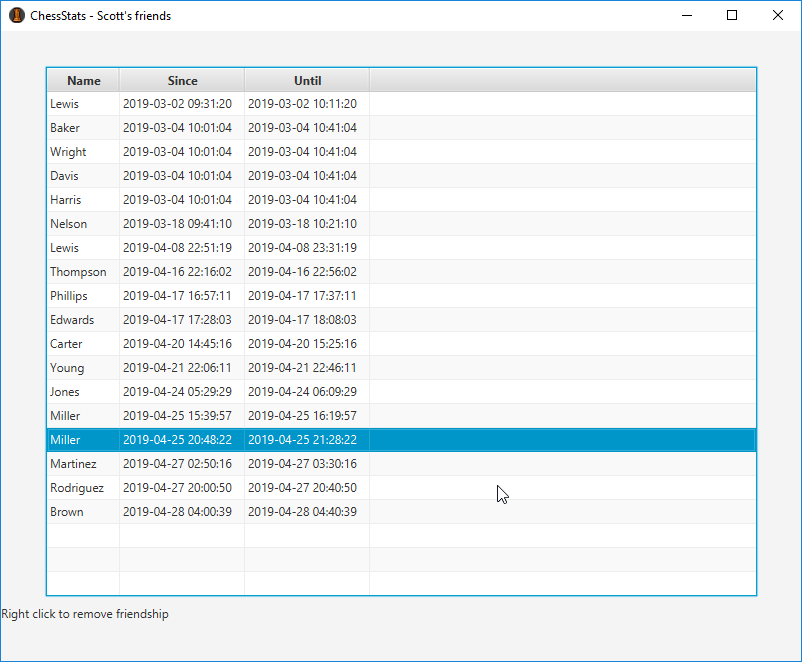 ChessStats - Scott's friends
Name Since Until
Lewis 2019-03-02 09:31:20 2019-03-02 10:11:20
Baker 2019-03-04 10:01:04 2019-03-04 10:41:04
Wright 2019-03-04 10:01:04 2019-03-04 10:41:04
Davis 2019-03-04 10:01:04 2019-03-04 10:41:04
Harris 2019-03-04 10:01:04 2019-03-04 10:41:04
Nelson 2019-03-18 09:41:10 2019-03-18 10:21:10
Lewis 2019-04-08 22:51:19 2019-04-08 23:31:19
Thompson 2019-04-16 22:16:02 2019-04-16 22:56:02
Phillips 2019-04-17 16:57:11 2019-04-17 17:37:11
Edwards 2019-04-17 17:28:03 2019-04-17 18:08:03
Carter 2019-04-20 14:45:16 2019-04-20 15:25:16
Young 2019-04-21 22:06:11 2019-04-21 22:46:11
Jones 2019-04-24 05:29:29 2019-04-24 06:09:29
Miller 2019-04-25 15:39:57 2019-04-25 16:19:57
Miller 2019-04-25 20:48:22 2019-04-25 21:28:22
Martinez 2019-04-27 02:50:16 2019-04-27 03:30:16
Rodriguez 2019-04-27 20:00:50 2019-04-27 20:40:50
Brown 2019-04-28 04:00:39 2019-04-28 04:40:39
Right click to remove friendship